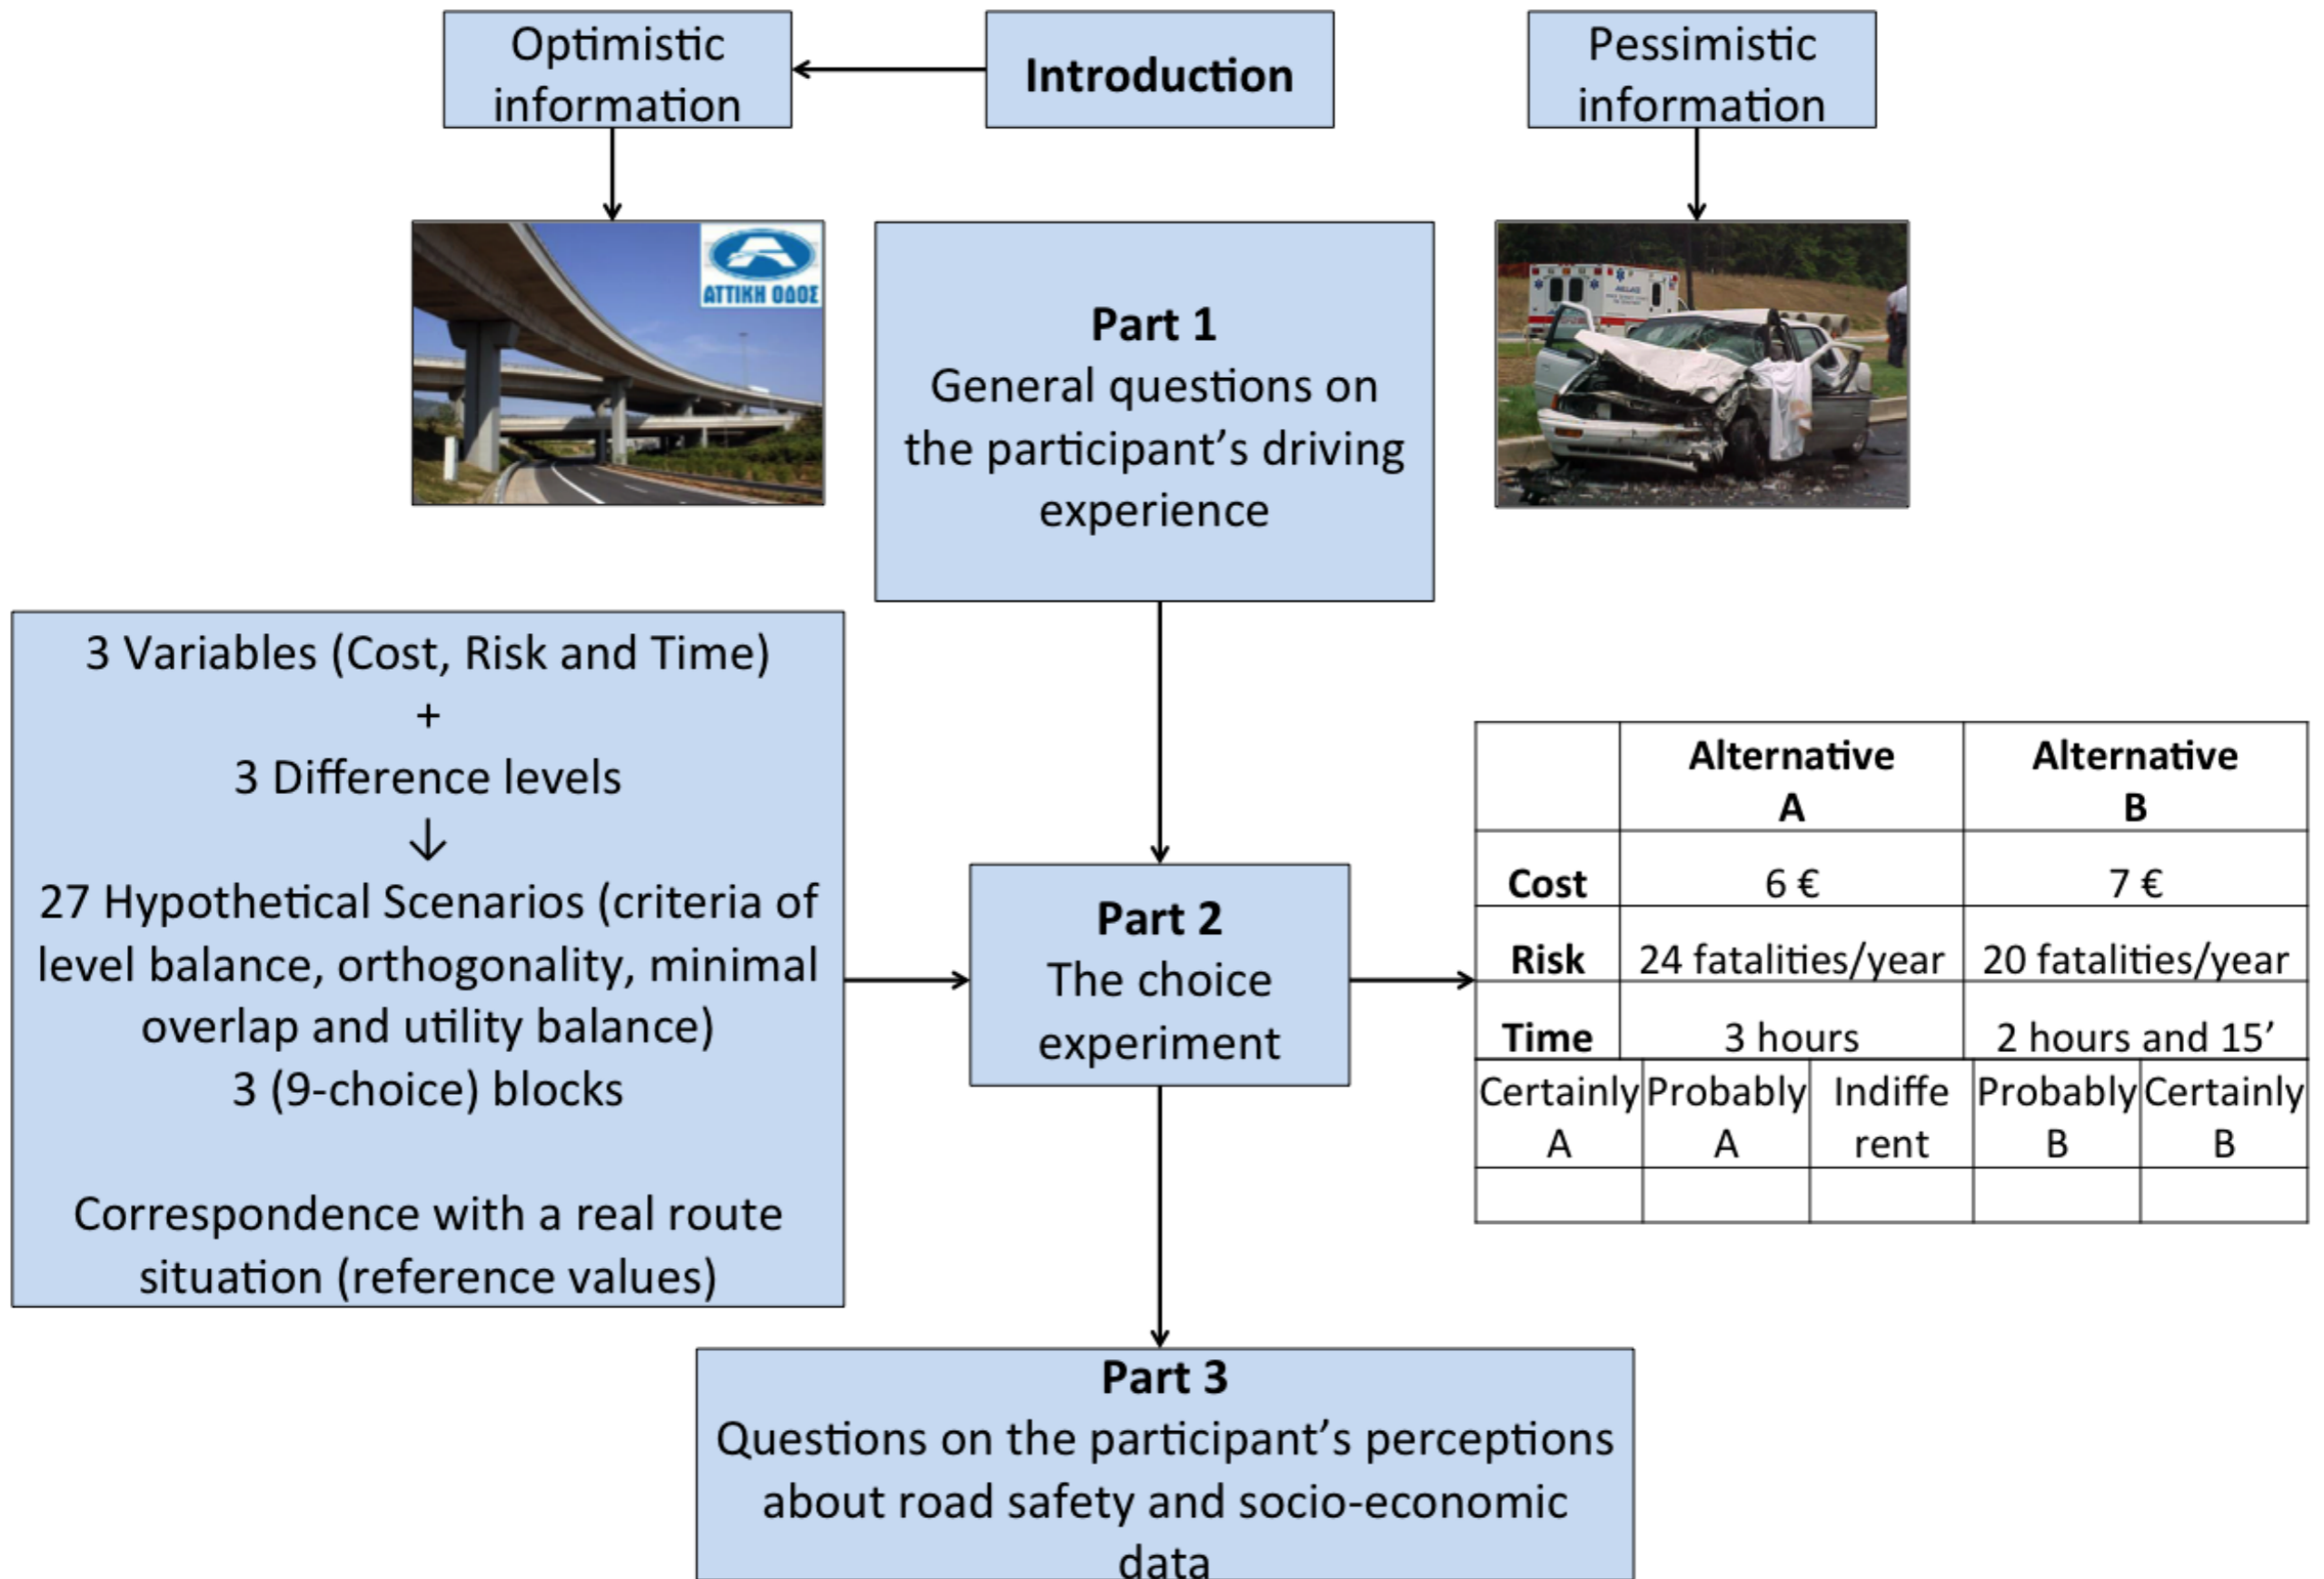 Optimistic
information
Introduction
Pessimistic
information
ΑΤΤΙΚΗ ΟΔΟΣ
Part 1
General questions on
the participant’s driving
experience
3 Variables (Cost, Risk and Time)
+
3 Difference levels
↓
27 Hypothetical Scenarios (criteria of
level balance, orthogonality, minimal
overlap and utility balance)
3 (9-choice) blocks
Correspondence with a real route
situation (reference values)
Part 2
The choice
experiment
Alternative
A
Alternative
B
Cost 6 € 7 €
Risk 24 fatalities/year 20 fatalities/year
Time 3 hours 2 hours and 15’
Certainly Probably Indiffe Probably Certainly
A A rent B B
Part 3
Questions on the participant’s perceptions
about road safety and socio-economic
data